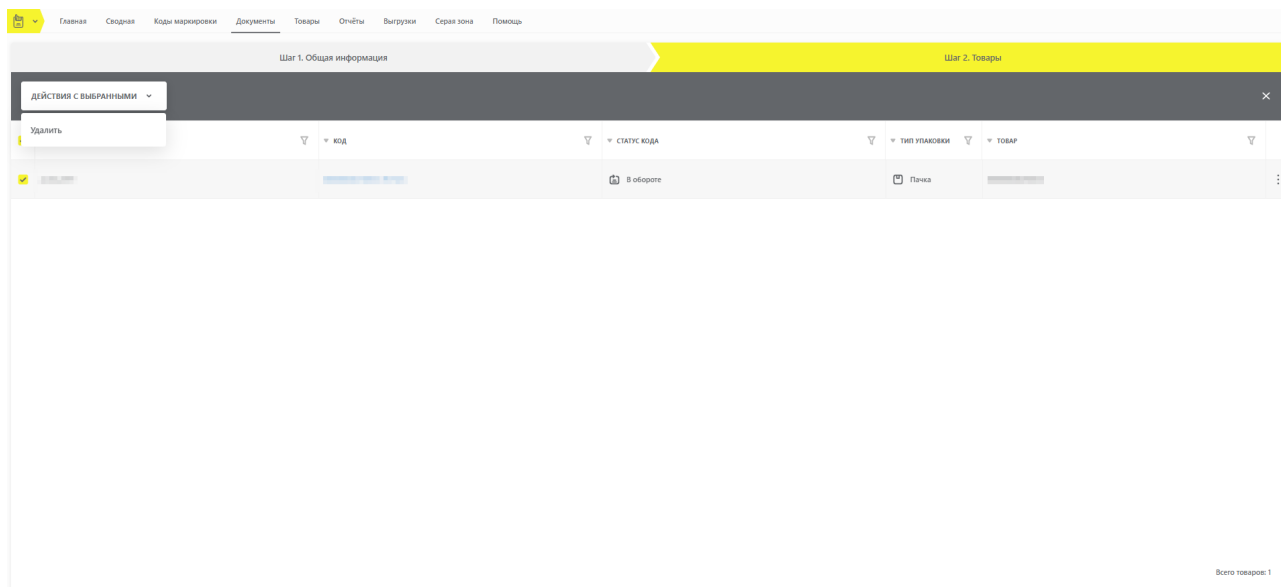 Главная Сводная Коды маркировки Документы Товары Отчёты Выгрузки Серая зона Помощь
Шаг 1. Общая информация Шаг 2. Товары
ДЕЙСТВИЯ С ВЫБРАННЫМИ
Удалить
КОД СТАТУС КОДА ТИП УПАКОВКИ ТОВАР
В обороте Пачка
Всего товаров: 1